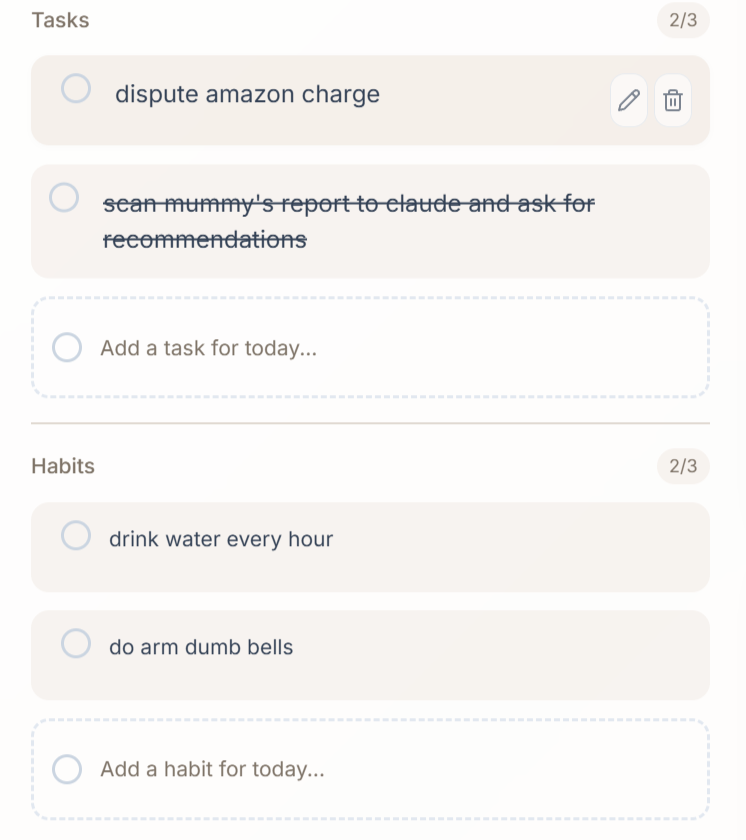 Tasks
2/3
dispute amazon charge
scan mummy's report to claude and ask for
recommendations
Add a task for today...
Habits
2/3
drink water every hour
do arm dumb bells
Add a habit for today...